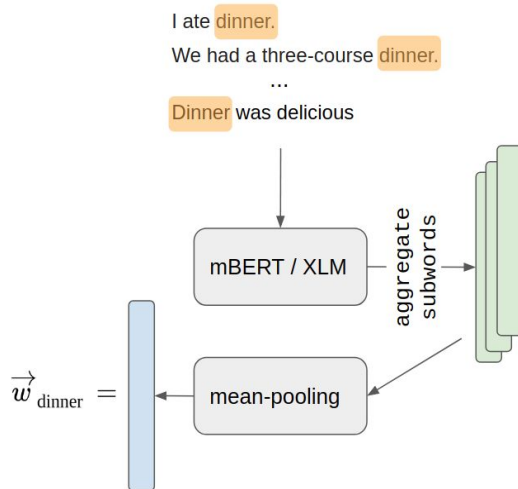 I ate dinner.
We had a three-course dinner.
...
Dinner was delicious
mBERT / XLM
aggregate
subwords
mean-pooling
w⃗ dinner =